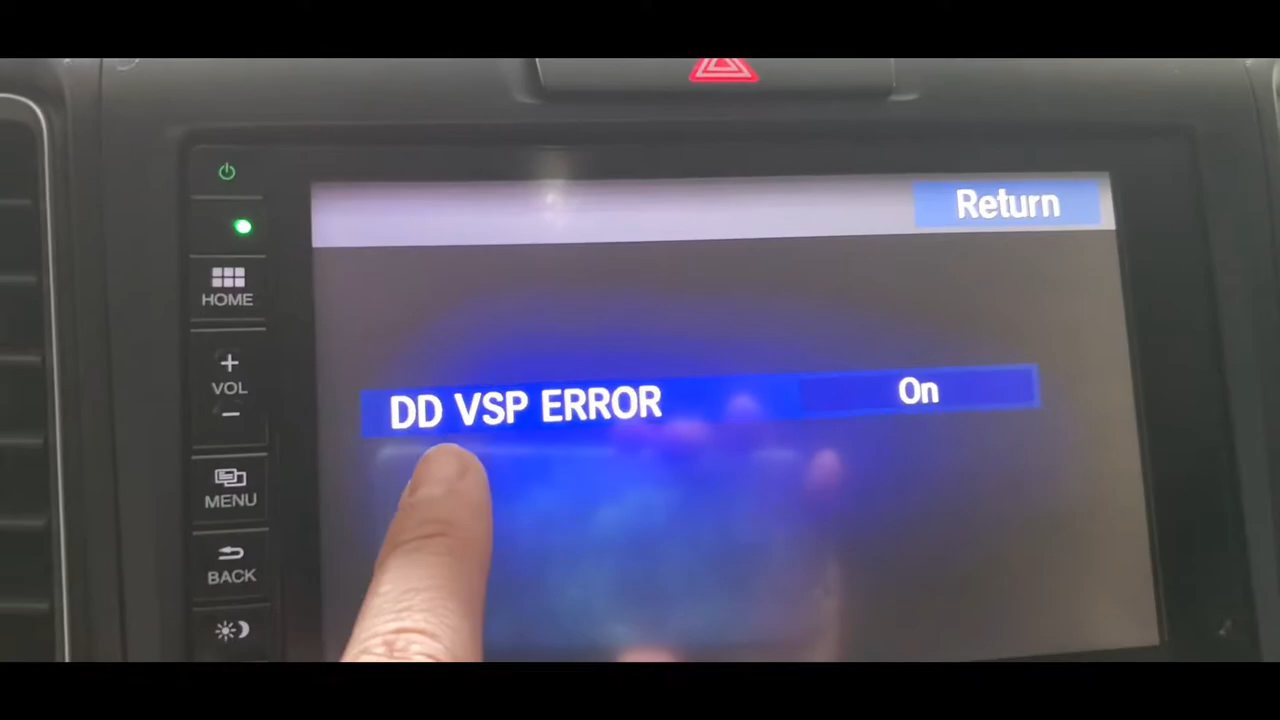 Return
HOME
+
VOL
−
DD VSP ERROR On
MENU
BACK